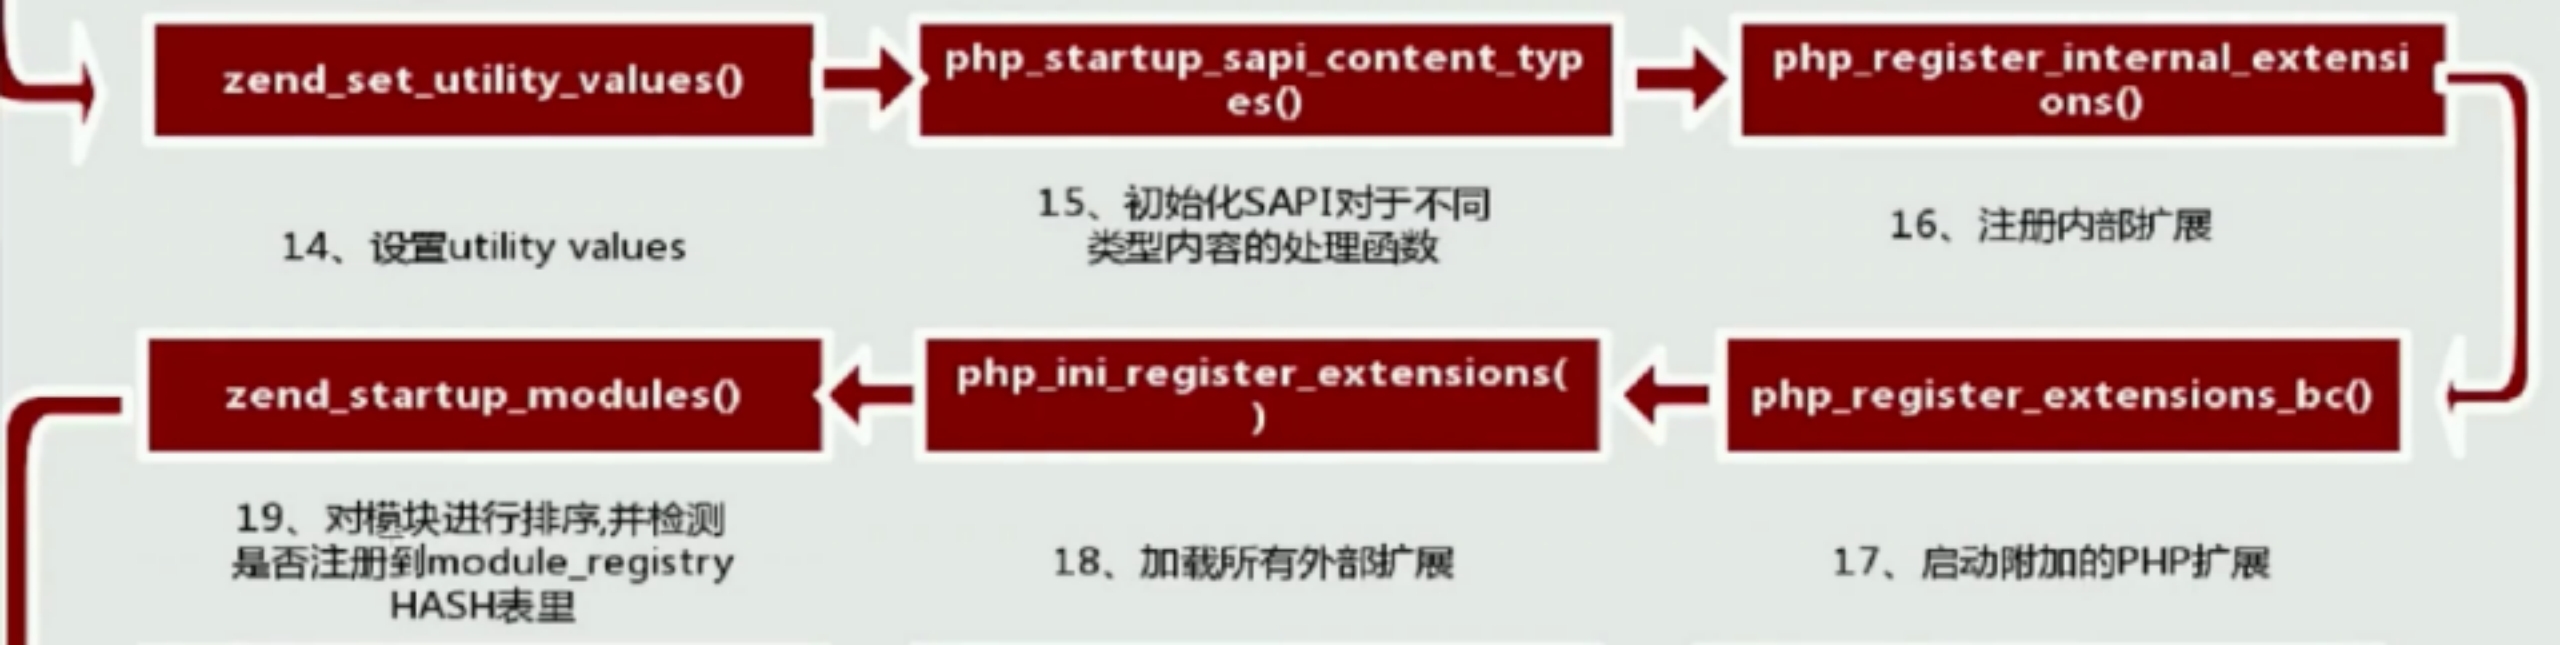 zend_set_utility_values()
14、设置utility values
php_startup_sapi_content_typ
es()
15、初始化SAPI对于不同
类型内容的处理函数
php_register_internal_extensi
ons()
16、注册内部扩展
php_register_extensions_bc()
17、启动附加的PHP扩展
php_ini_register_extensions(
)
18、加载所有外部扩展
zend_startup_modules()
19、对模块进行排序,并检测
是否注册到module_registry
HASH表里